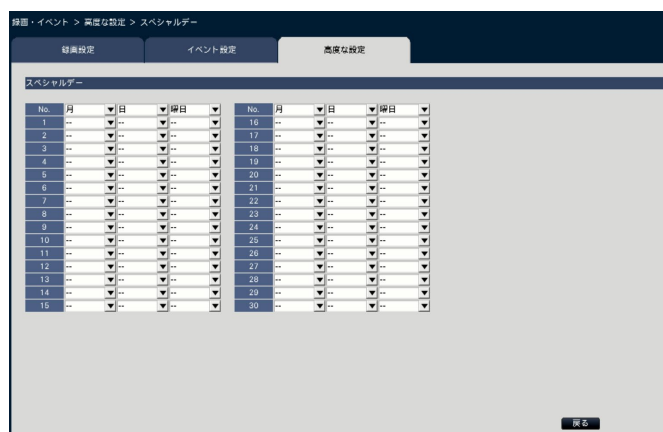 録画・イベント > 高度な設定 > スペシャルデー
録画設定 イベント設定 高度な設定
スペシャルデー
No. 月 日 曜日 No. 月 日 曜日
1 -- -- -- 16 -- -- --
2 -- -- -- 17 -- -- --
3 -- -- -- 18 -- -- --
4 -- -- -- 19 -- -- --
5 -- -- -- 20 -- -- --
6 -- -- -- 21 -- -- --
7 -- -- -- 22 -- -- --
8 -- -- -- 23 -- -- --
9 -- -- -- 24 -- -- --
10 -- -- -- 25 -- -- --
11 -- -- -- 26 -- -- --
12 -- -- -- 27 -- -- --
13 -- -- -- 28 -- -- --
14 -- -- -- 29 -- -- --
15 -- -- -- 30 -- -- --
戻る